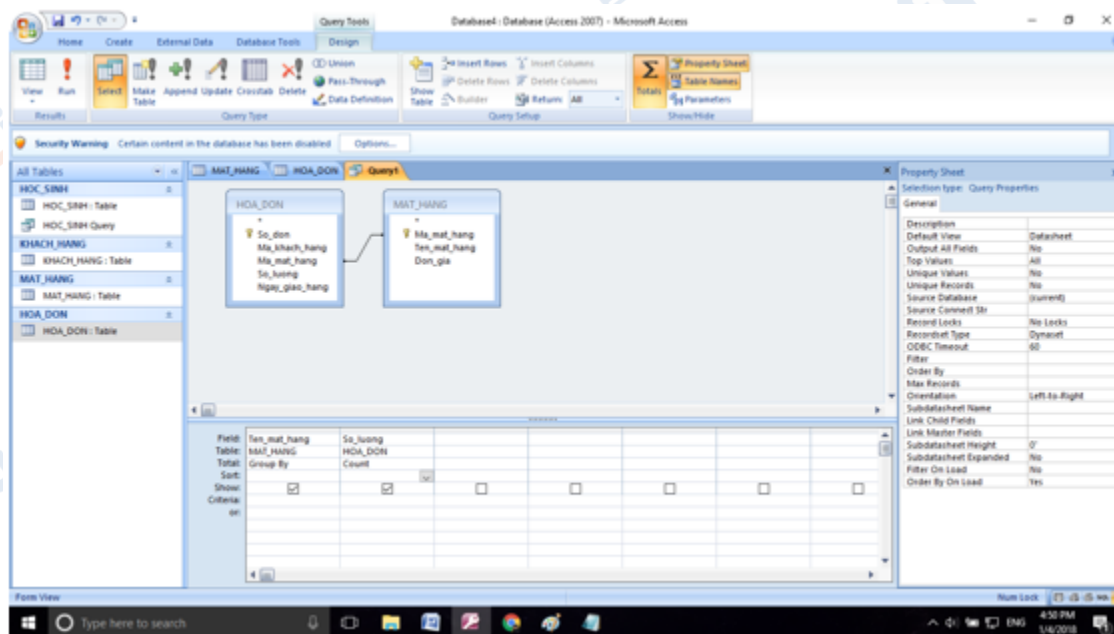 Query Tools
Database4 : Database (Access 2007) - Microsoft Access
Home Create External Data Database Tools Design
View Run Select Make Table Append Update Crosstab Delete
Union
Pass-Through
Data Definition
Show Table
Insert Rows Insert Columns
Delete Rows Delete Columns
Builder Return: All
Totals
Property Sheet
Table Names
Parameters
Results Query Type Query Setup Show/Hide
Security Warning Certain content in the database has been disabled Options...
All Tables
HOC_SINH
HOC_SINH : Table
HOC_SINH Query
KHACH_HANG
KHACH_HANG : Table
MAT_HANG
MAT_HANG : Table
HOA_DON
HOA_DON : Table
MAT_HANG HOA_DON Query1
HOA_DON
*
So_don
Ma_khach_hang
Ma_mat_hang
So_luong
Ngay_giao_hang
MAT_HANG
*
Ma_mat_hang
Ten_mat_hang
Don_gia
Field: Ten_mat_hang So_luong
Table: MAT_HANG HOA_DON
Total: Group By Count
Sort:
Show:
Criteria:
or:
Property Sheet
Selection type: Query Properties
General
Description
Default View Datasheet
Output All Fields No
Top Values All
Unique Values No
Unique Records No
Source Database (current)
Source Connect Str
Record Locks No Locks
Recordset Type Dynaset
ODBC Timeout 60
Filter
Order By
Max Records
Orientation Left-to-Right
Subdatasheet Name
Link Child Fields
Link Master Fields
Subdatasheet Height 0"
Subdatasheet Expanded No
Filter On Load No
Order By On Load Yes
Form View Num Lock
Type here to search
ENG
4:50 PM
1/4/2018